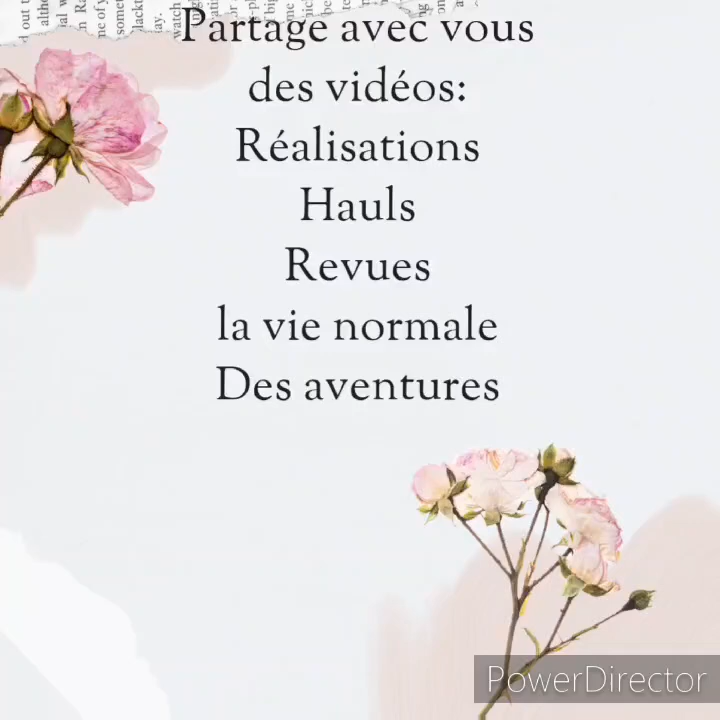 Partage avec vous
des vidéos:
Réalisations
Hauls
Revues
la vie normale
Des aventures
PowerDirector